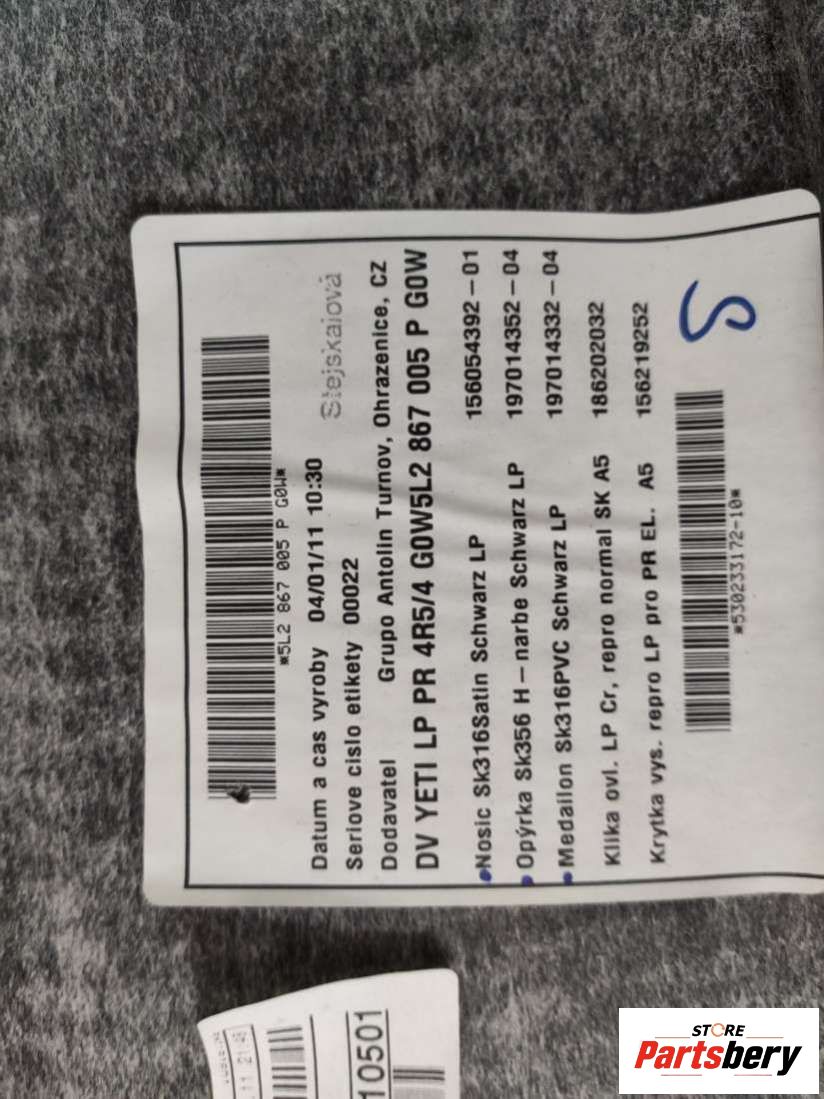 *5L2 867 005 P G0W*
Datum a cas vyroby 04/01/11 10:30
Seriove cislo etikety 00022 Stejskalová
Dodavatel Grupo Antolin Turnov, Ohrazenice, CZ
DV YETI LP PR 4R5/4 G0W5L2 867 005 P G0W
Nosic Sk316Satin Schwarz LP 156054392-01
Opýrka Sk356 H-narbe Schwarz LP 197014352-04
Medailon Sk316PVC Schwarz LP 197014332-04
Klika ovl. LP Cr, repro normal SK A5 186202032
Krytka vys. repro LP pro PR EL. A5 156219252
*530233172-10*
S
11 21:45
10501
STORE
Partsbery